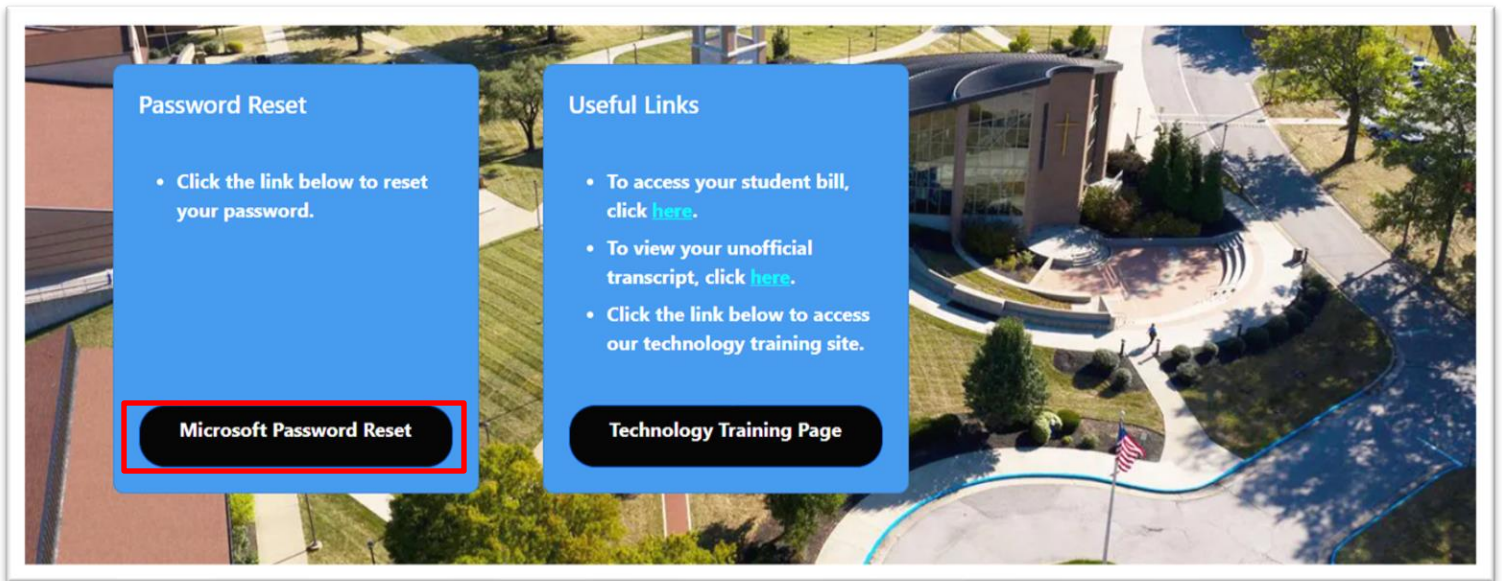 Password Reset
• Click the link below to reset
your password.
Microsoft Password Reset
Useful Links
• To access your student bill,
click here.
• To view your unofficial
transcript, click here.
• Click the link below to access
our technology training site.
Technology Training Page